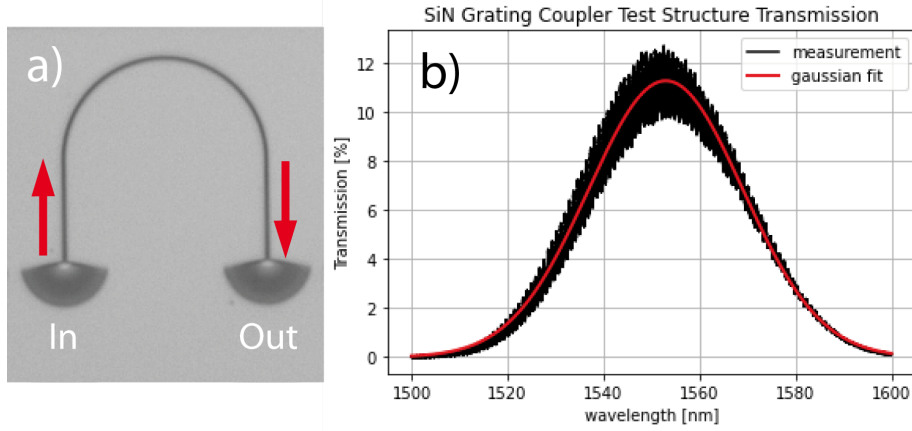 a)
In
Out
b)
SiN Grating Coupler Test Structure Transmission
measurement
gaussian fit
Transmission [%]
12
10
8
6
4
2
0
1500 1520 1540 1560 1580 1600
wavelength [nm]